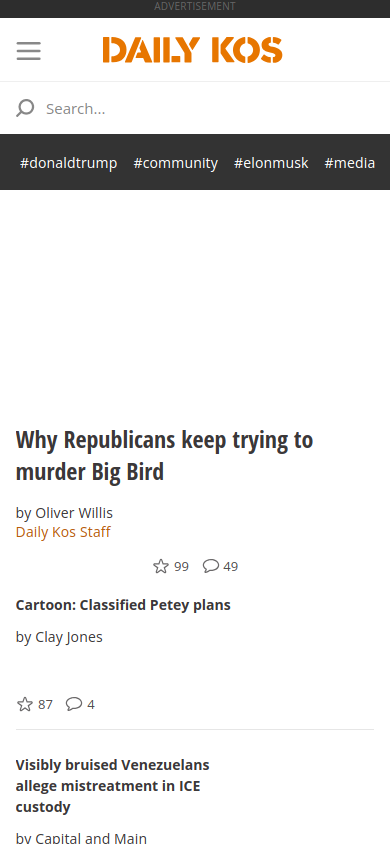 ADVERTISEMENT
DAILY KOS
Search...
#donaldtrump #community #elonmusk #media
Why Republicans keep trying to
murder Big Bird
by Oliver Willis
Daily Kos Staff
99 49
Cartoon: Classified Petey plans
by Clay Jones
87 4
Visibly bruised Venezuelans
allege mistreatment in ICE
custody
by Capital and Main